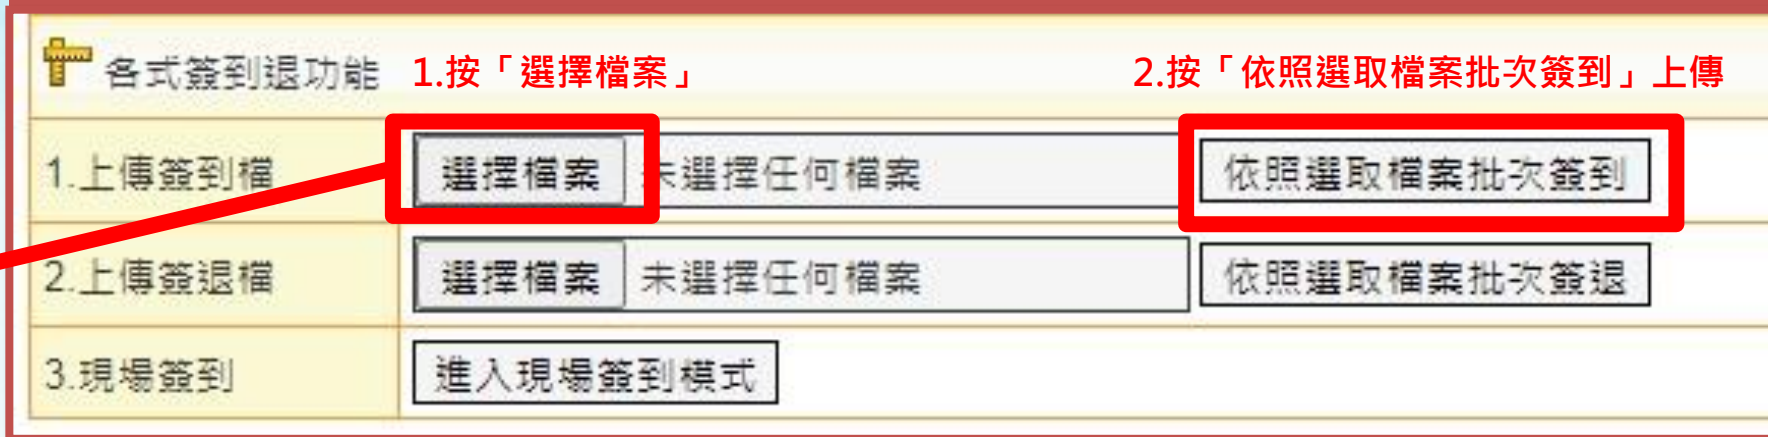 各式簽到退功能 1.按「選擇檔案」 2.按「依照選取檔案批次簽到」上傳
1.上傳簽到檔 選擇檔案 未選擇任何檔案 依照選取檔案批次簽到
2.上傳簽退檔 選擇檔案 未選擇任何檔案 依照選取檔案批次簽退
3.現場簽到 進入現場簽到模式